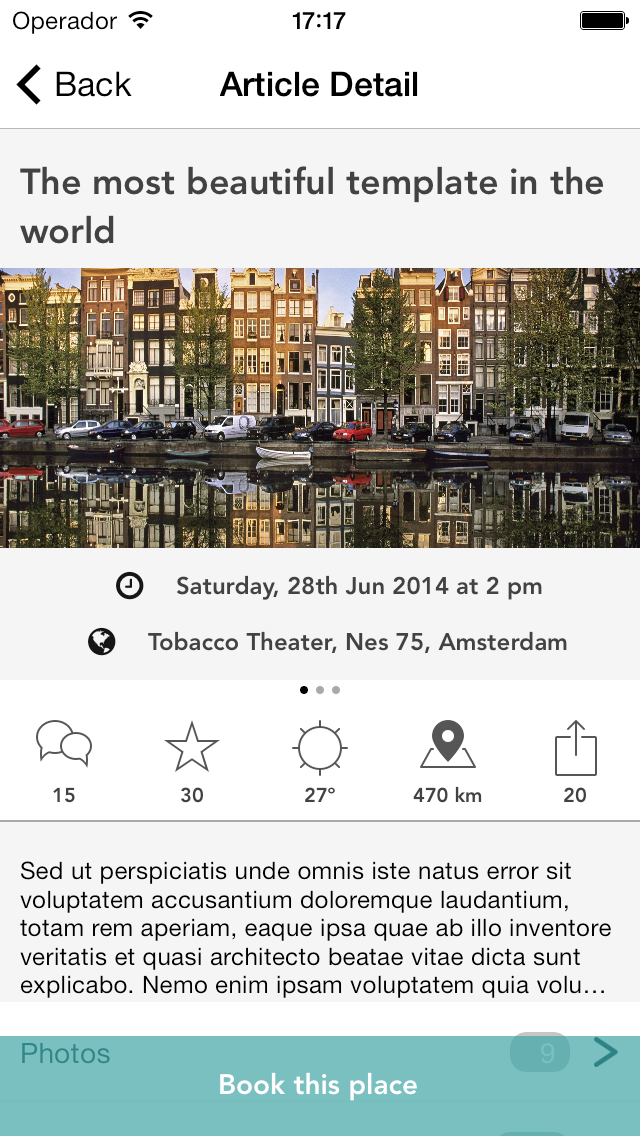 Operador 17:17
Back Article Detail
The most beautiful template in the
world
Saturday, 28th Jun 2014 at 2 pm
Tobacco Theater, Nes 75, Amsterdam
15 30 27° 470 km 20
Sed ut perspiciatis unde omnis iste natus error sit
voluptatem accusantium doloremque laudantium,
totam rem aperiam, eaque ipsa quae ab illo inventore
veritatis et quasi architecto beatae vitae dicta sunt
explicabo. Nemo enim ipsam voluptatem quia volu...
Photos 9
Book this place